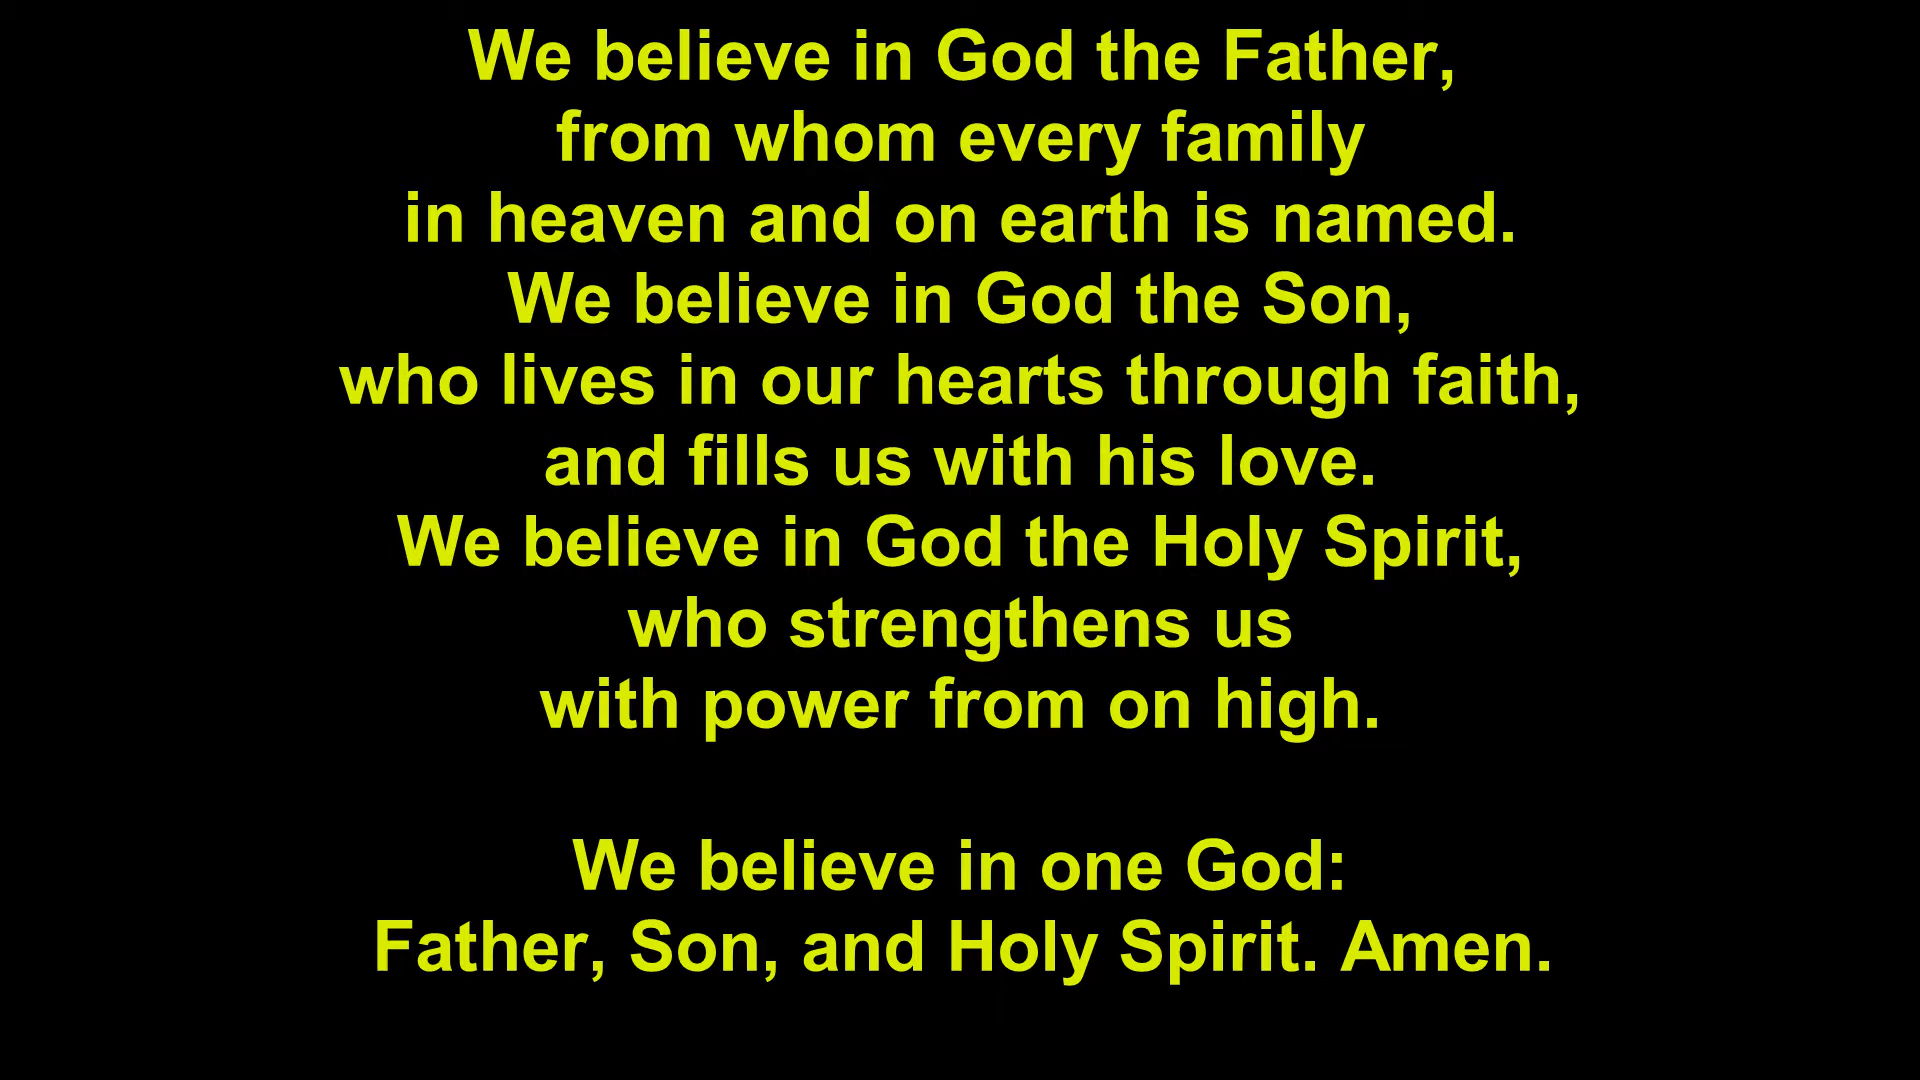 We believe in God the Father,
from whom every family
in heaven and on earth is named.
We believe in God the Son,
who lives in our hearts through faith,
and fills us with his love.
We believe in God the Holy Spirit,
who strengthens us
with power from on high.
We believe in one God:
Father, Son, and Holy Spirit. Amen.